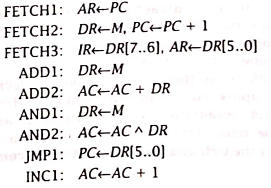 FETCH1: AR←PC
FETCH2: DR←M, PC←PC + 1
FETCH3: IR←DR[7..6], AR←DR[5..0]
ADD1: DR←M
ADD2: AC←AC + DR
AND1: DR←M
AND2: AC←AC ^ DR
JMP1: PC←DR[5..0]
INC1: AC←AC + 1